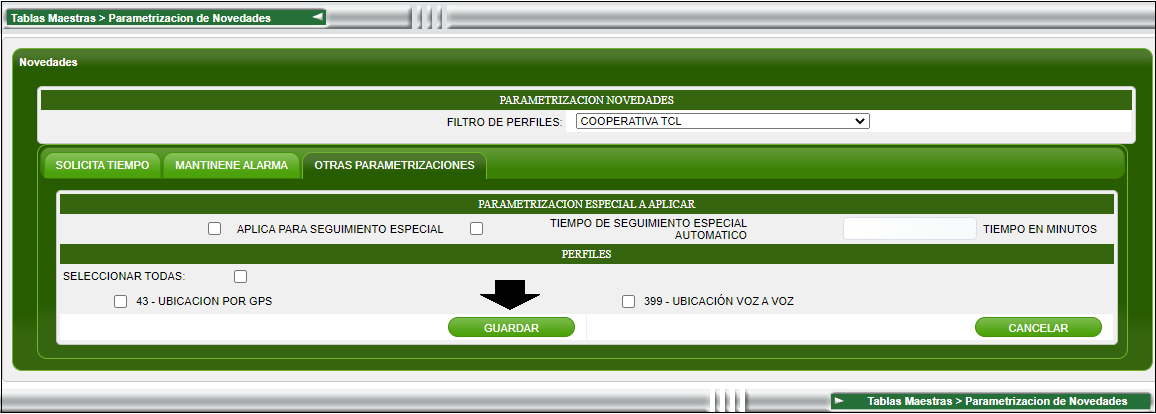 Tablas Maestras > Parametrizacion de Novedades
Novedades
PARAMETRIZACION NOVEDADES
FILTRO DE PERFILES: COOPERATIVA TCL
SOLICITA TIEMPO MANTINENE ALARMA OTRAS PARAMETRIZACIONES
PARAMETRIZACION ESPECIAL A APLICAR
APLICA PARA SEGUIMIENTO ESPECIAL
TIEMPO DE SEGUIMIENTO ESPECIAL
AUTOMATICO
TIEMPO EN MINUTOS
PERFILES
SELECCIONAR TODAS:
43 - UBICACION POR GPS 399 - UBICACIÓN VOZ A VOZ
GUARDAR CANCELAR
Tablas Maestras > Parametrizacion de Novedades